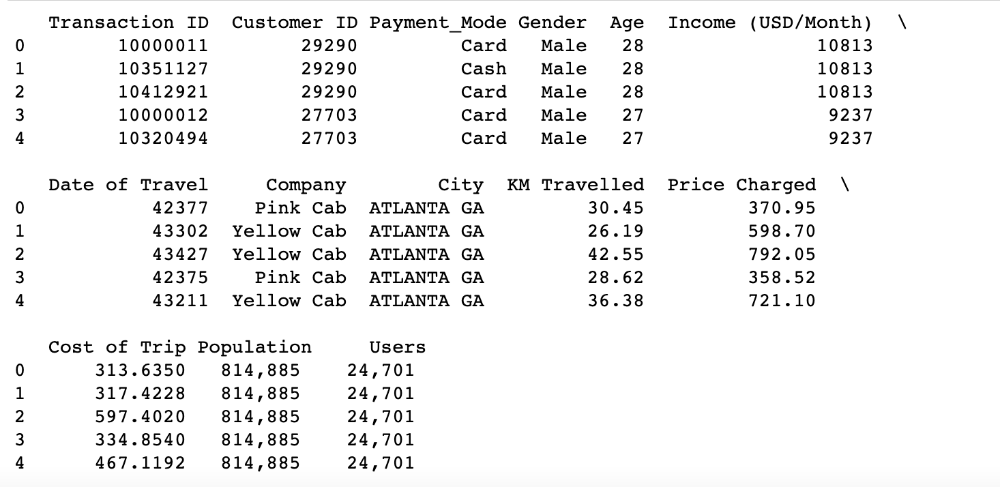 Transaction ID Customer ID Payment_Mode Gender Age Income (USD/Month) \
0 10000011 29290 Card Male 28 10813
1 10351127 29290 Cash Male 28 10813
2 10412921 29290 Card Male 28 10813
3 10000012 27703 Card Male 27 9237
4 10320494 27703 Card Male 27 9237
Date of Travel Company City KM Travelled Price Charged \
0 42377 Pink Cab ATLANTA GA 30.45 370.95
1 43302 Yellow Cab ATLANTA GA 26.19 598.70
2 43427 Yellow Cab ATLANTA GA 42.55 792.05
3 42375 Pink Cab ATLANTA GA 28.62 358.52
4 43211 Yellow Cab ATLANTA GA 36.38 721.10
Cost of Trip Population Users
0 313.6350 814,885 24,701
1 317.4228 814,885 24,701
2 597.4020 814,885 24,701
3 334.8540 814,885 24,701
4 467.1192 814,885 24,701